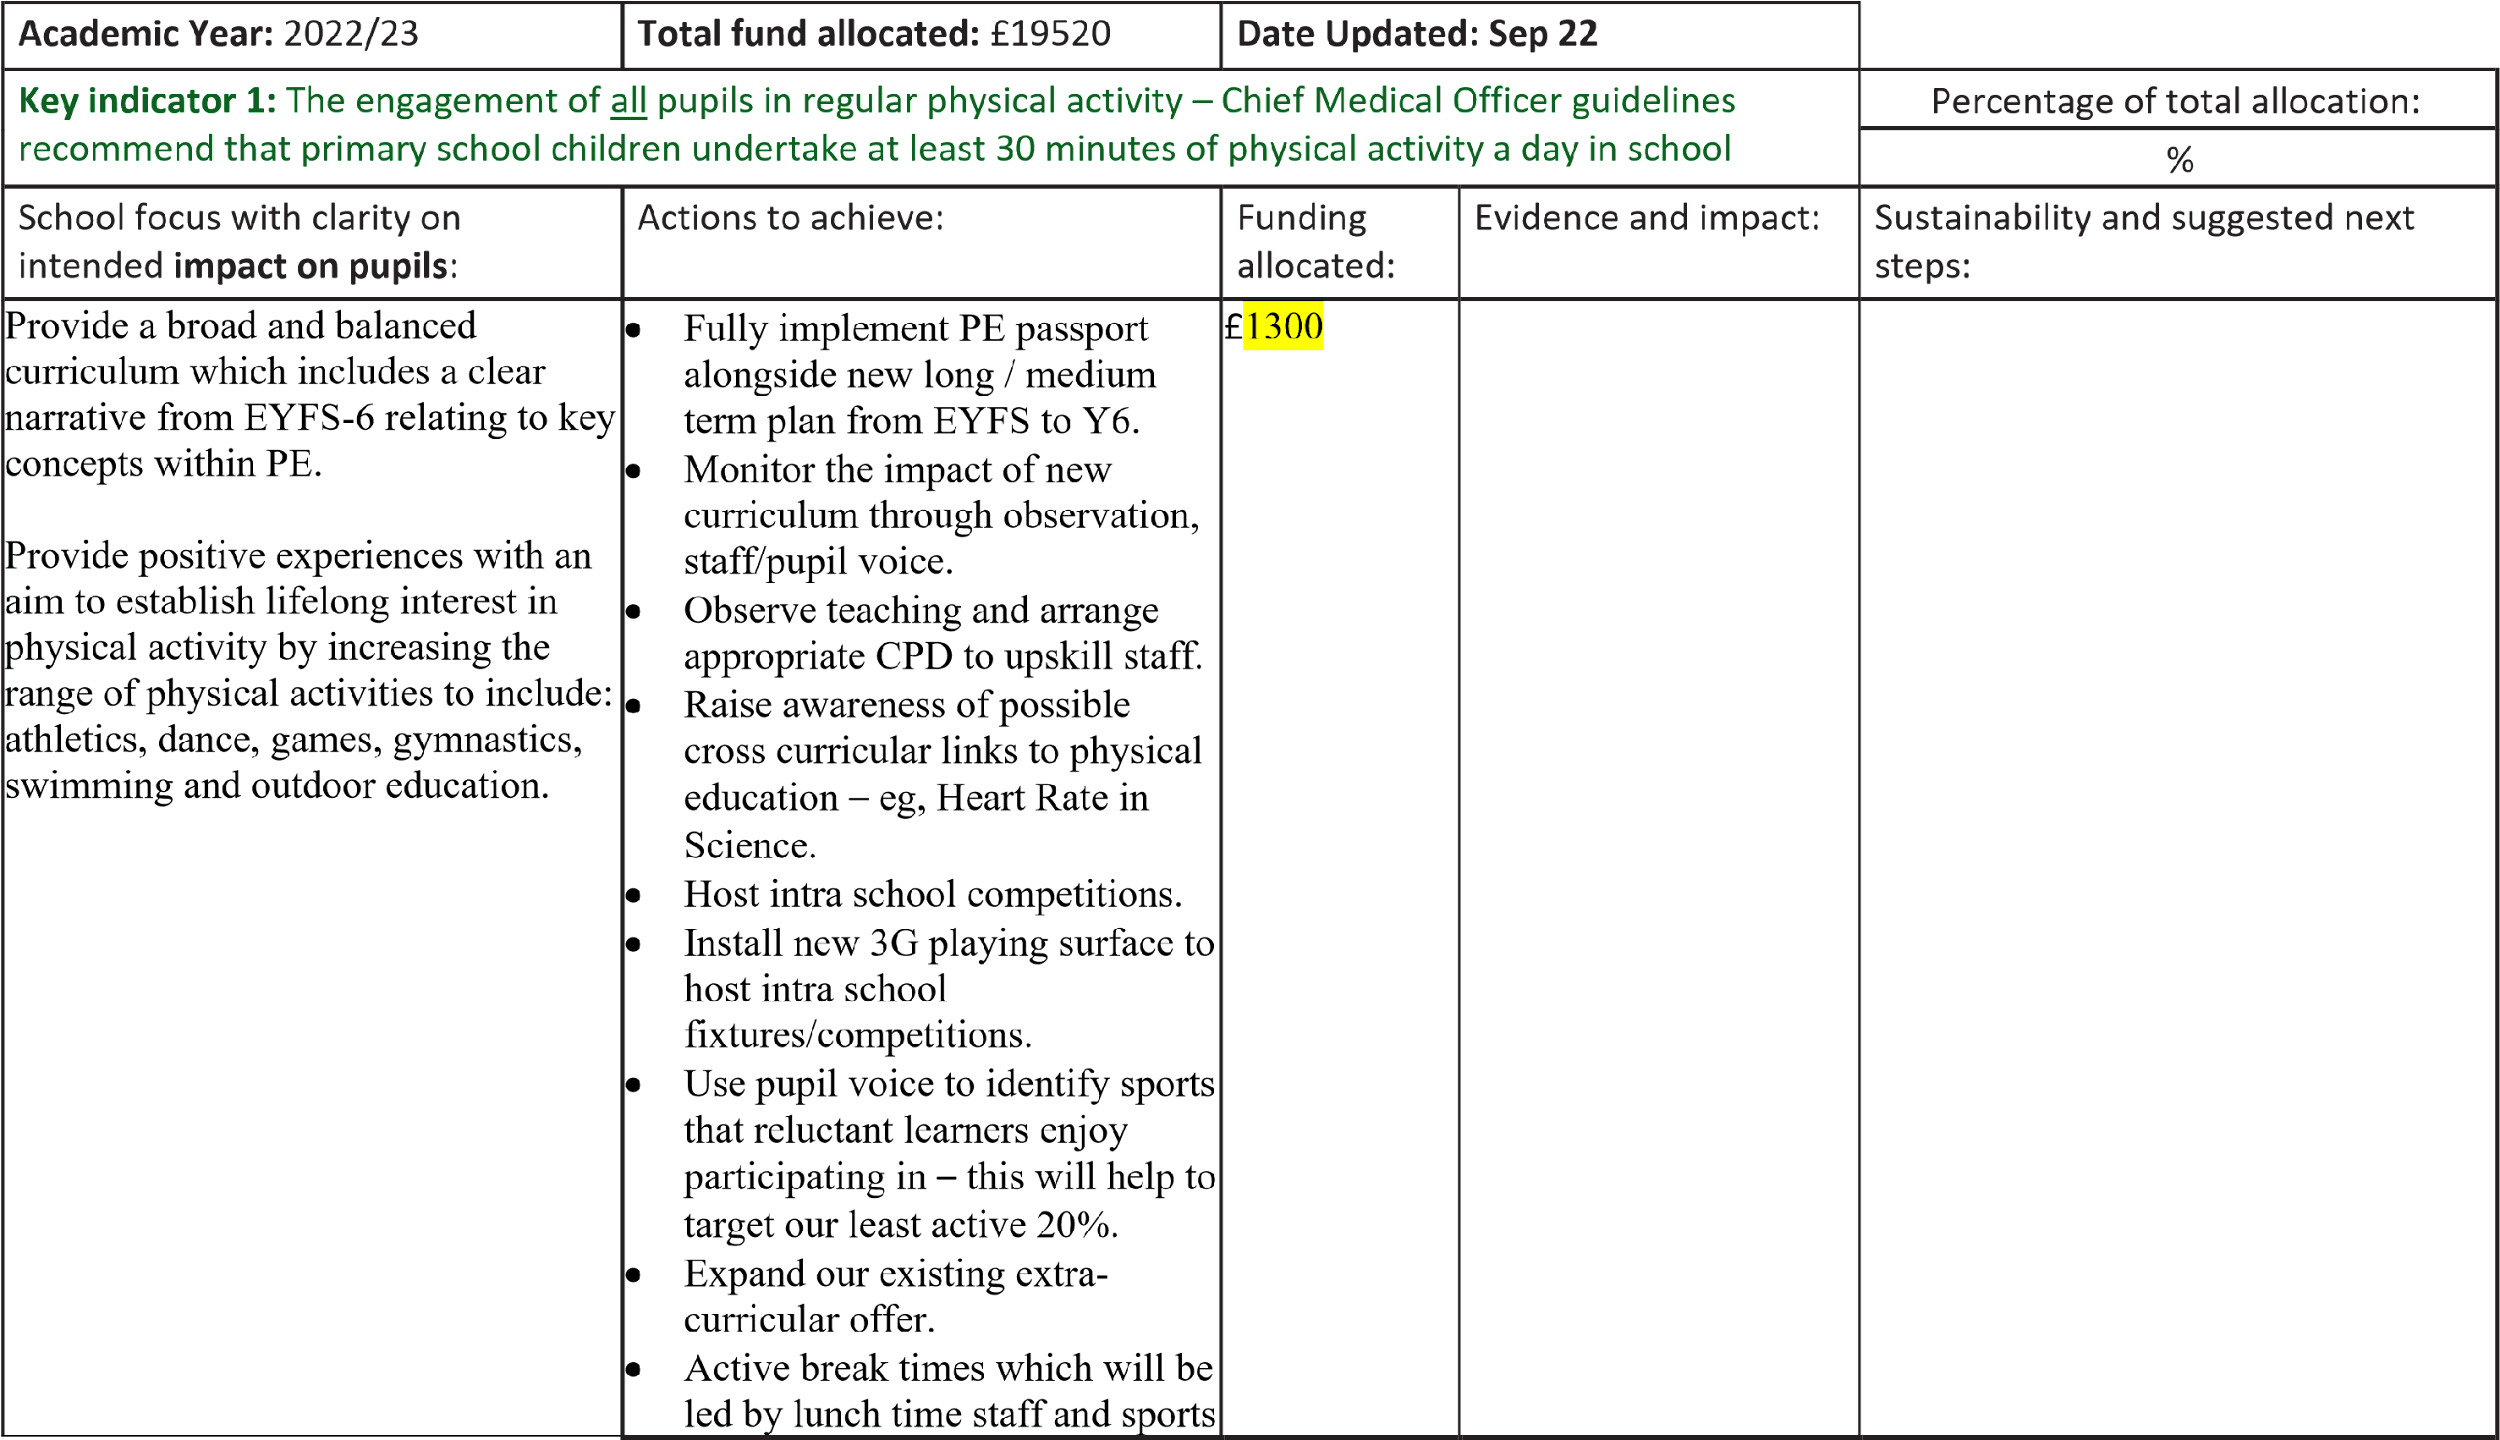 Academic Year: 2022/23
Total fund allocated: £19520
Date Updated: Sep 22
Key indicator 1: The engagement of all pupils in regular physical activity – Chief Medical Officer guidelines
recommend that primary school children undertake at least 30 minutes of physical activity a day in school
Percentage of total allocation:
%
School focus with clarity on
intended impact on pupils:
Actions to achieve:
Funding
allocated:
Evidence and impact:
Sustainability and suggested next
steps:
Provide a broad and balanced
curriculum which includes a clear
narrative from EYFS-6 relating to key
concepts within PE.
Provide positive experiences with an
aim to establish lifelong interest in
physical activity by increasing the
range of physical activities to include:
athletics, dance, games, gymnastics,
swimming and outdoor education.
● Fully implement PE passport
alongside new long / medium
term plan from EYFS to Y6.
● Monitor the impact of new
curriculum through observation,
staff/pupil voice.
● Observe teaching and arrange
appropriate CPD to upskill staff.
● Raise awareness of possible
cross curricular links to physical
education – eg, Heart Rate in
Science.
● Host intra school competitions.
● Install new 3G playing surface to
host intra school
fixtures/competitions.
● Use pupil voice to identify sports
that reluctant learners enjoy
participating in – this will help to
target our least active 20%.
● Expand our existing extra-
curricular offer.
● Active break times which will be
led by lunch time staff and sports
£1300